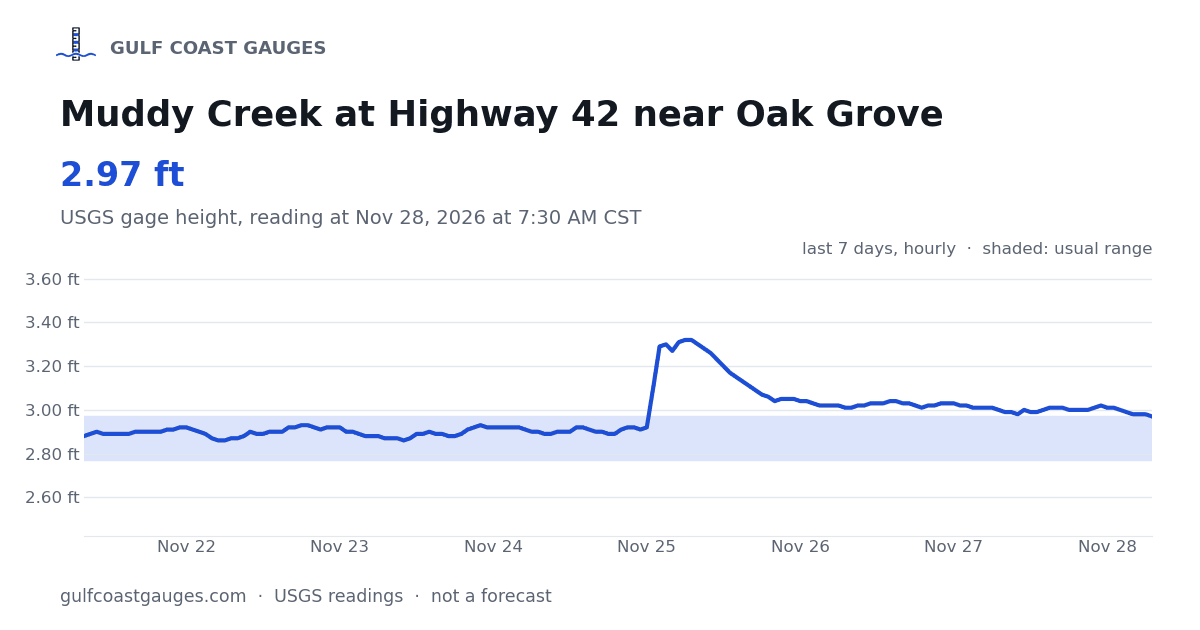 GULF COAST GAUGES
Muddy Creek at Highway 42 near Oak Grove
2.97 ft
USGS gage height, reading at Nov 28, 2026 at 7:30 AM CST
last 7 days, hourly · shaded: usual range
3.60 ft
3.40 ft
3.20 ft
3.00 ft
2.80 ft
2.60 ft
Nov 22 Nov 23 Nov 24 Nov 25 Nov 26 Nov 27 Nov 28
gulfcoastgauges.com · USGS readings · not a forecast